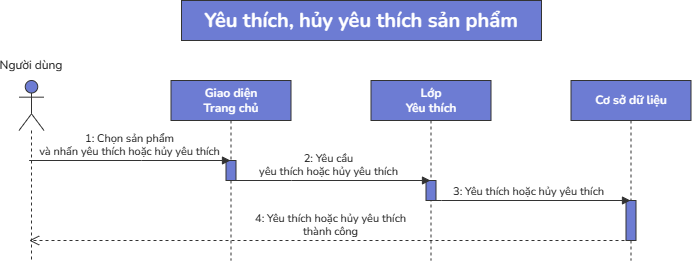 Yêu thích, hủy yêu thích sản phẩm
Người dùng
Giao diện
Trang chủ
Lớp
Yêu thích
Cơ sở dữ liệu
1: Chọn sản phẩm
và nhấn yêu thích hoặc hủy yêu thích
2: Yêu cầu
yêu thích hoặc hủy yêu thích
3: Yêu thích hoặc hủy yêu thích
4: Yêu thích hoặc hủy yêu thích
thành công